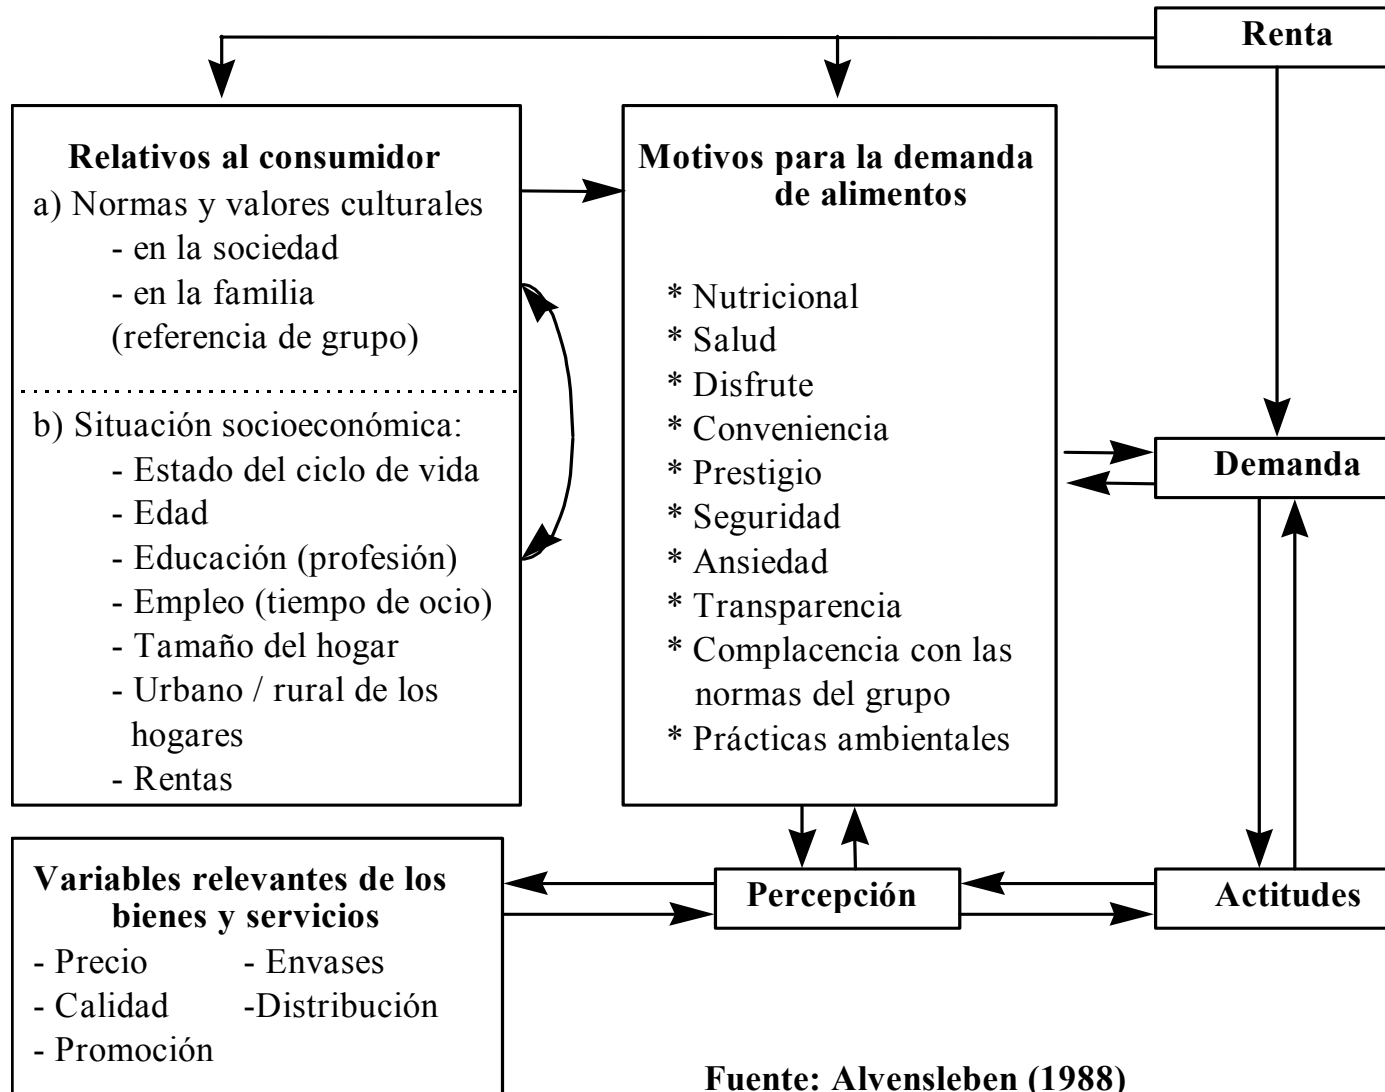 Renta
Relativos al consumidor
a) Normas y valores culturales
- en la sociedad
- en la familia
(referencia de grupo)
b) Situación socioeconómica:
- Estado del ciclo de vida
- Edad
- Educación (profesión)
- Empleo (tiempo de ocio)
- Tamaño del hogar
- Urbano / rural de los
hogares
- Rentas
Motivos para la demanda
de alimentos
* Nutricional
* Salud
* Disfrute
* Conveniencia
* Prestigio
* Seguridad
* Ansiedad
* Transparencia
* Complacencia con las
normas del grupo
* Prácticas ambientales
Demanda
Variables relevantes de los
bienes y servicios
- Precio - Envases
- Calidad -Distribución
- Promoción
Percepción
Actitudes
Fuente: Alvensleben (1988)